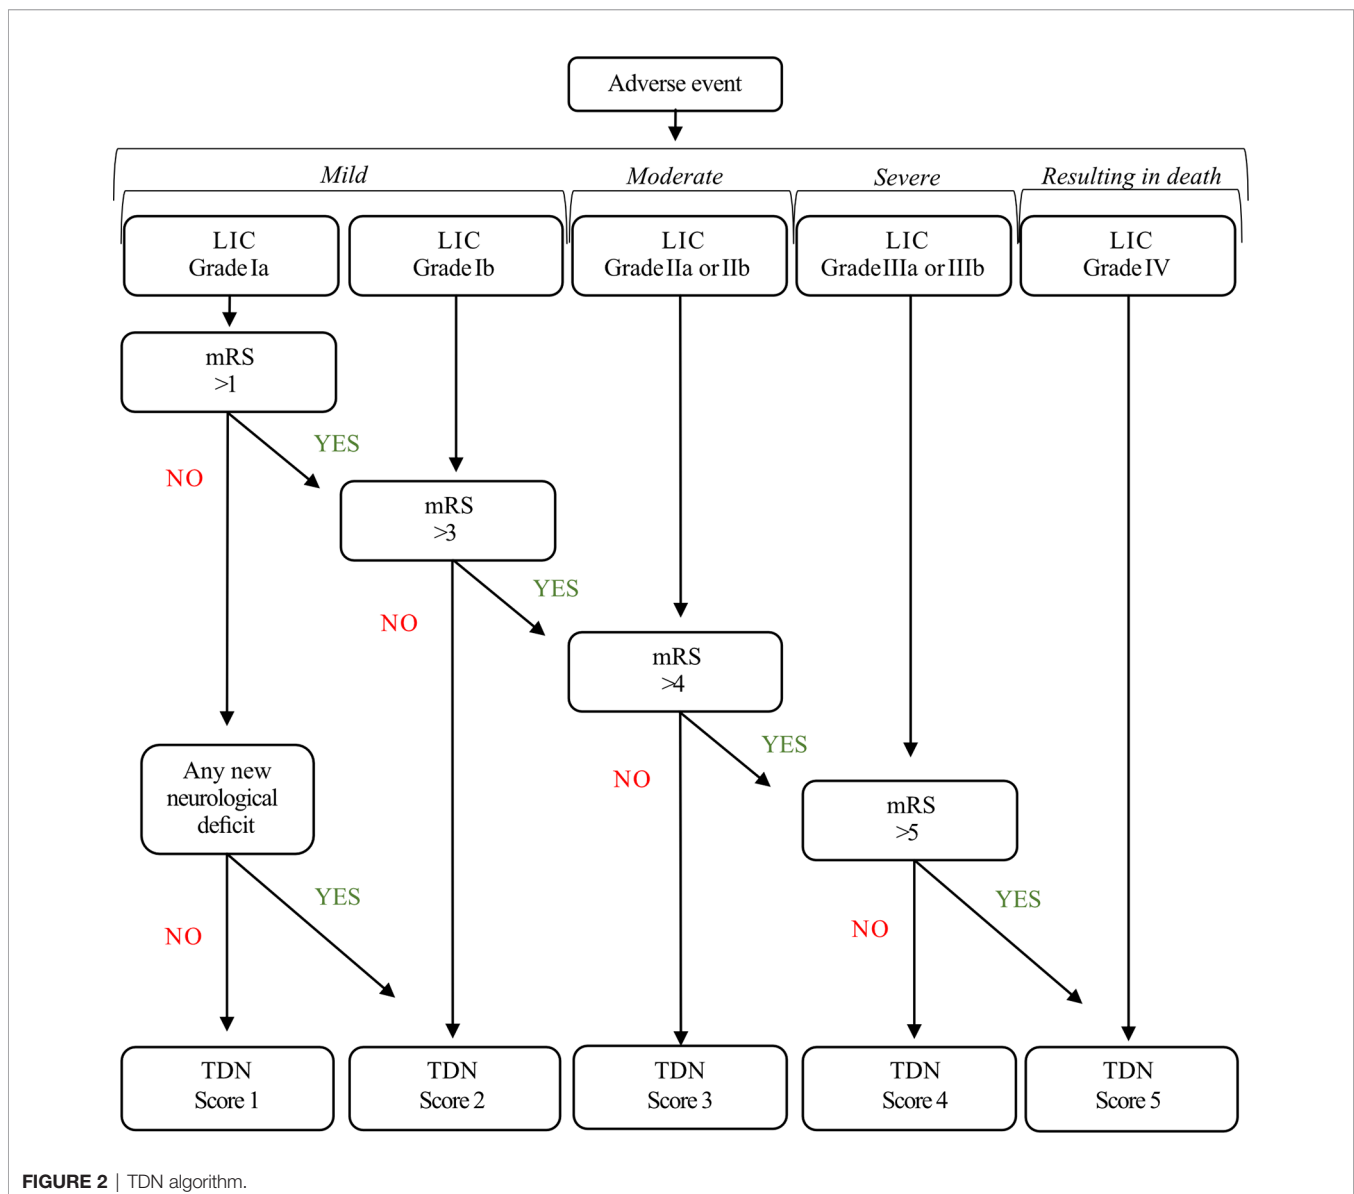 Adverse event
Mild
Moderate
Severe
Resulting in death
LIC
Grade Ia
LIC
Grade Ib
LIC
Grade IIa or IIb
LIC
Grade IIIa or IIIb
LIC
Grade IV
mRS
>1
YES
NO
mRS
>3
YES
NO
mRS
>4
YES
NO
Any new
neurological
deficit
mRS
>5
YES
NO
YES
NO
TDN
Score 1
TDN
Score 2
TDN
Score 3
TDN
Score 4
TDN
Score 5
FIGURE 2 | TDN algorithm.